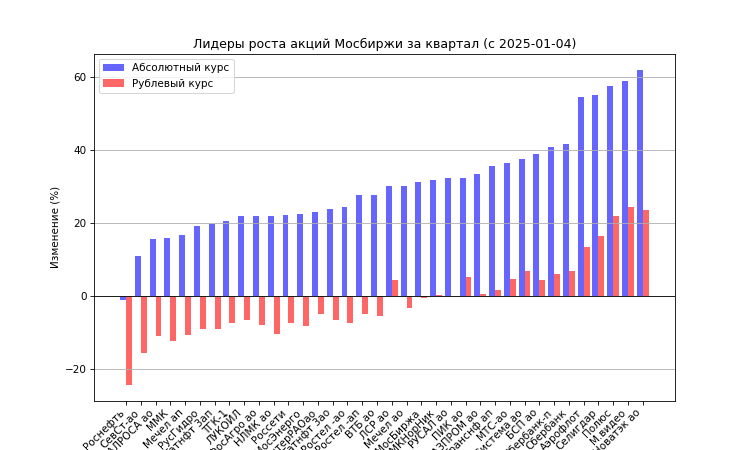 Лидеры роста акций Мосбиржи за квартал (с 2025-01-04)
Абсолютный курс
Рублевый курс
Изменение (%)
60
40
20
0
−20
Роснефть
СевСт-ао
АЛРОСА ао
ММК
Мечел ап
РусГидро
ТГК-1
ЛУКОЙЛ
НЛМК ао
Россети
Ростел -ао
Ростел -ап
ВТБ ао
ЛСР ао
Мечел ао
МосБиржа
РУСАЛ ао
ПИК ао
МТС-ао
БСП ао
Сбербанк
Аэрофлот
Селигдар
Полюс
М.видео
Новатэк ао